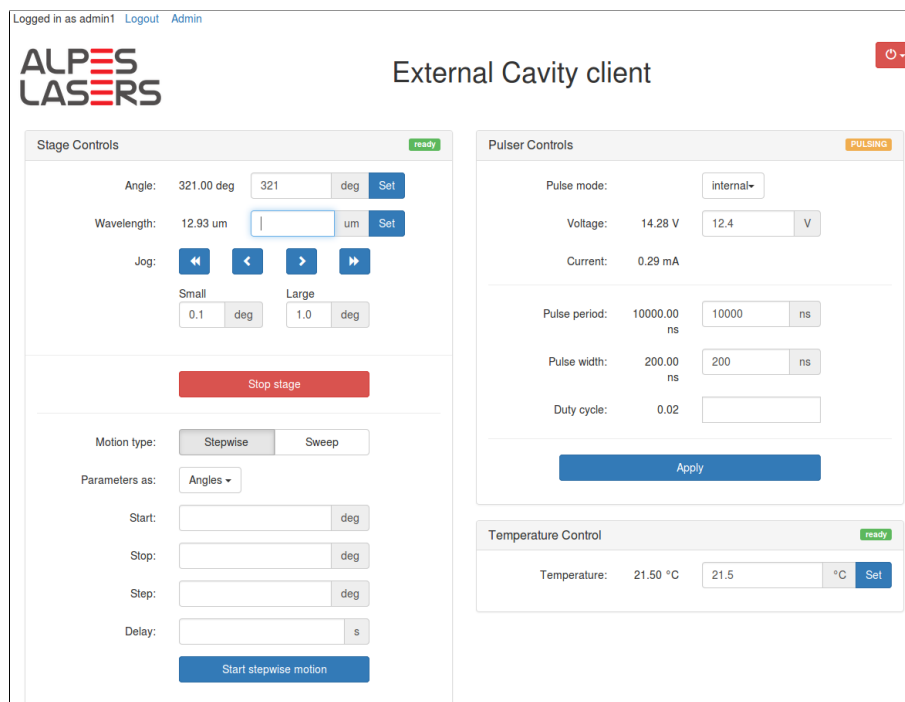 Logged in as admin1 Logout Admin
ALPES
LASERS
External Cavity client
Stage Controls ready
Angle: 321.00 deg 321 deg Set
Wavelength: 12.93 um um Set
Jog:
Small Large
0.1 deg 1.0 deg
Stop stage
Motion type: Stepwise Sweep
Parameters as: Angles
Start: deg
Stop: deg
Step: deg
Delay: s
Start stepwise motion
Pulser Controls PULSING
Pulse mode: internal
Voltage: 14.28 V 12.4 V
Current: 0.29 mA
Pulse period: 10000.00 10000 ns
ns
Pulse width: 200.00 200 ns
ns
Duty cycle: 0.02
Apply
Temperature Control ready
Temperature: 21.50 °C 21.5 °C Set